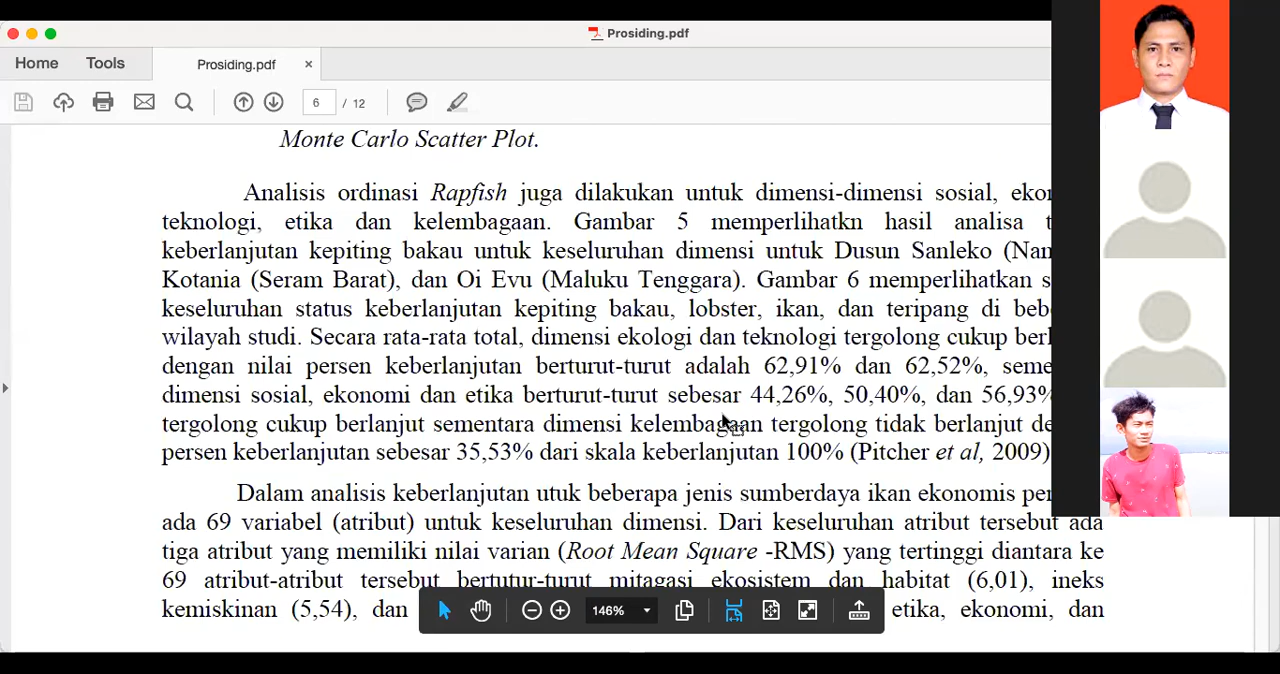 Prosiding.pdf
Home Tools Prosiding.pdf ×
6 / 12
Monte Carlo Scatter Plot.
Analisis ordinasi Rapfish juga dilakukan untuk dimensi-dimensi sosial,
teknologi, etika dan kelembagaan. Gambar 5 memperlihatkn hasil analisa
keberlanjutan kepiting bakau untuk keseluruhan dimensi untuk Dusun Sanleko
Kotania (Seram Barat), dan Oi Evu (Maluku Tenggara). Gambar 6 memperlihatkan
keseluruhan status keberlanjutan kepiting bakau, lobster, ikan, dan teripang di
wilayah studi. Secara rata-rata total, dimensi ekologi dan teknologi tergolong cukup
dengan nilai persen keberlanjutan berturut-turut adalah 62,91% dan 62,52%,
dimensi sosial, ekonomi dan etika berturut-turut sebesar 44,26%, 50,40%, dan 56,93%
tergolong cukup berlanjut sementara dimensi kelembagaan tergolong tidak berlanjut
persen keberlanjutan sebesar 35,53% dari skala keberlanjutan 100% (Pitcher et al, 2009)
Dalam analisis keberlanjutan utuk beberapa jenis sumberdaya ikan ekonomis
ada 69 variabel (atribut) untuk keseluruhan dimensi. Dari keseluruhan atribut tersebut ada
tiga atribut yang memiliki nilai varian (Root Mean Square -RMS) yang tertinggi diantara ke
69 atribut-atribut tersebut bertutur-turut mitagasi ekosistem dan habitat (6,01), ineks
kemiskinan (5,54), dan etika, ekonomi, dan
146%